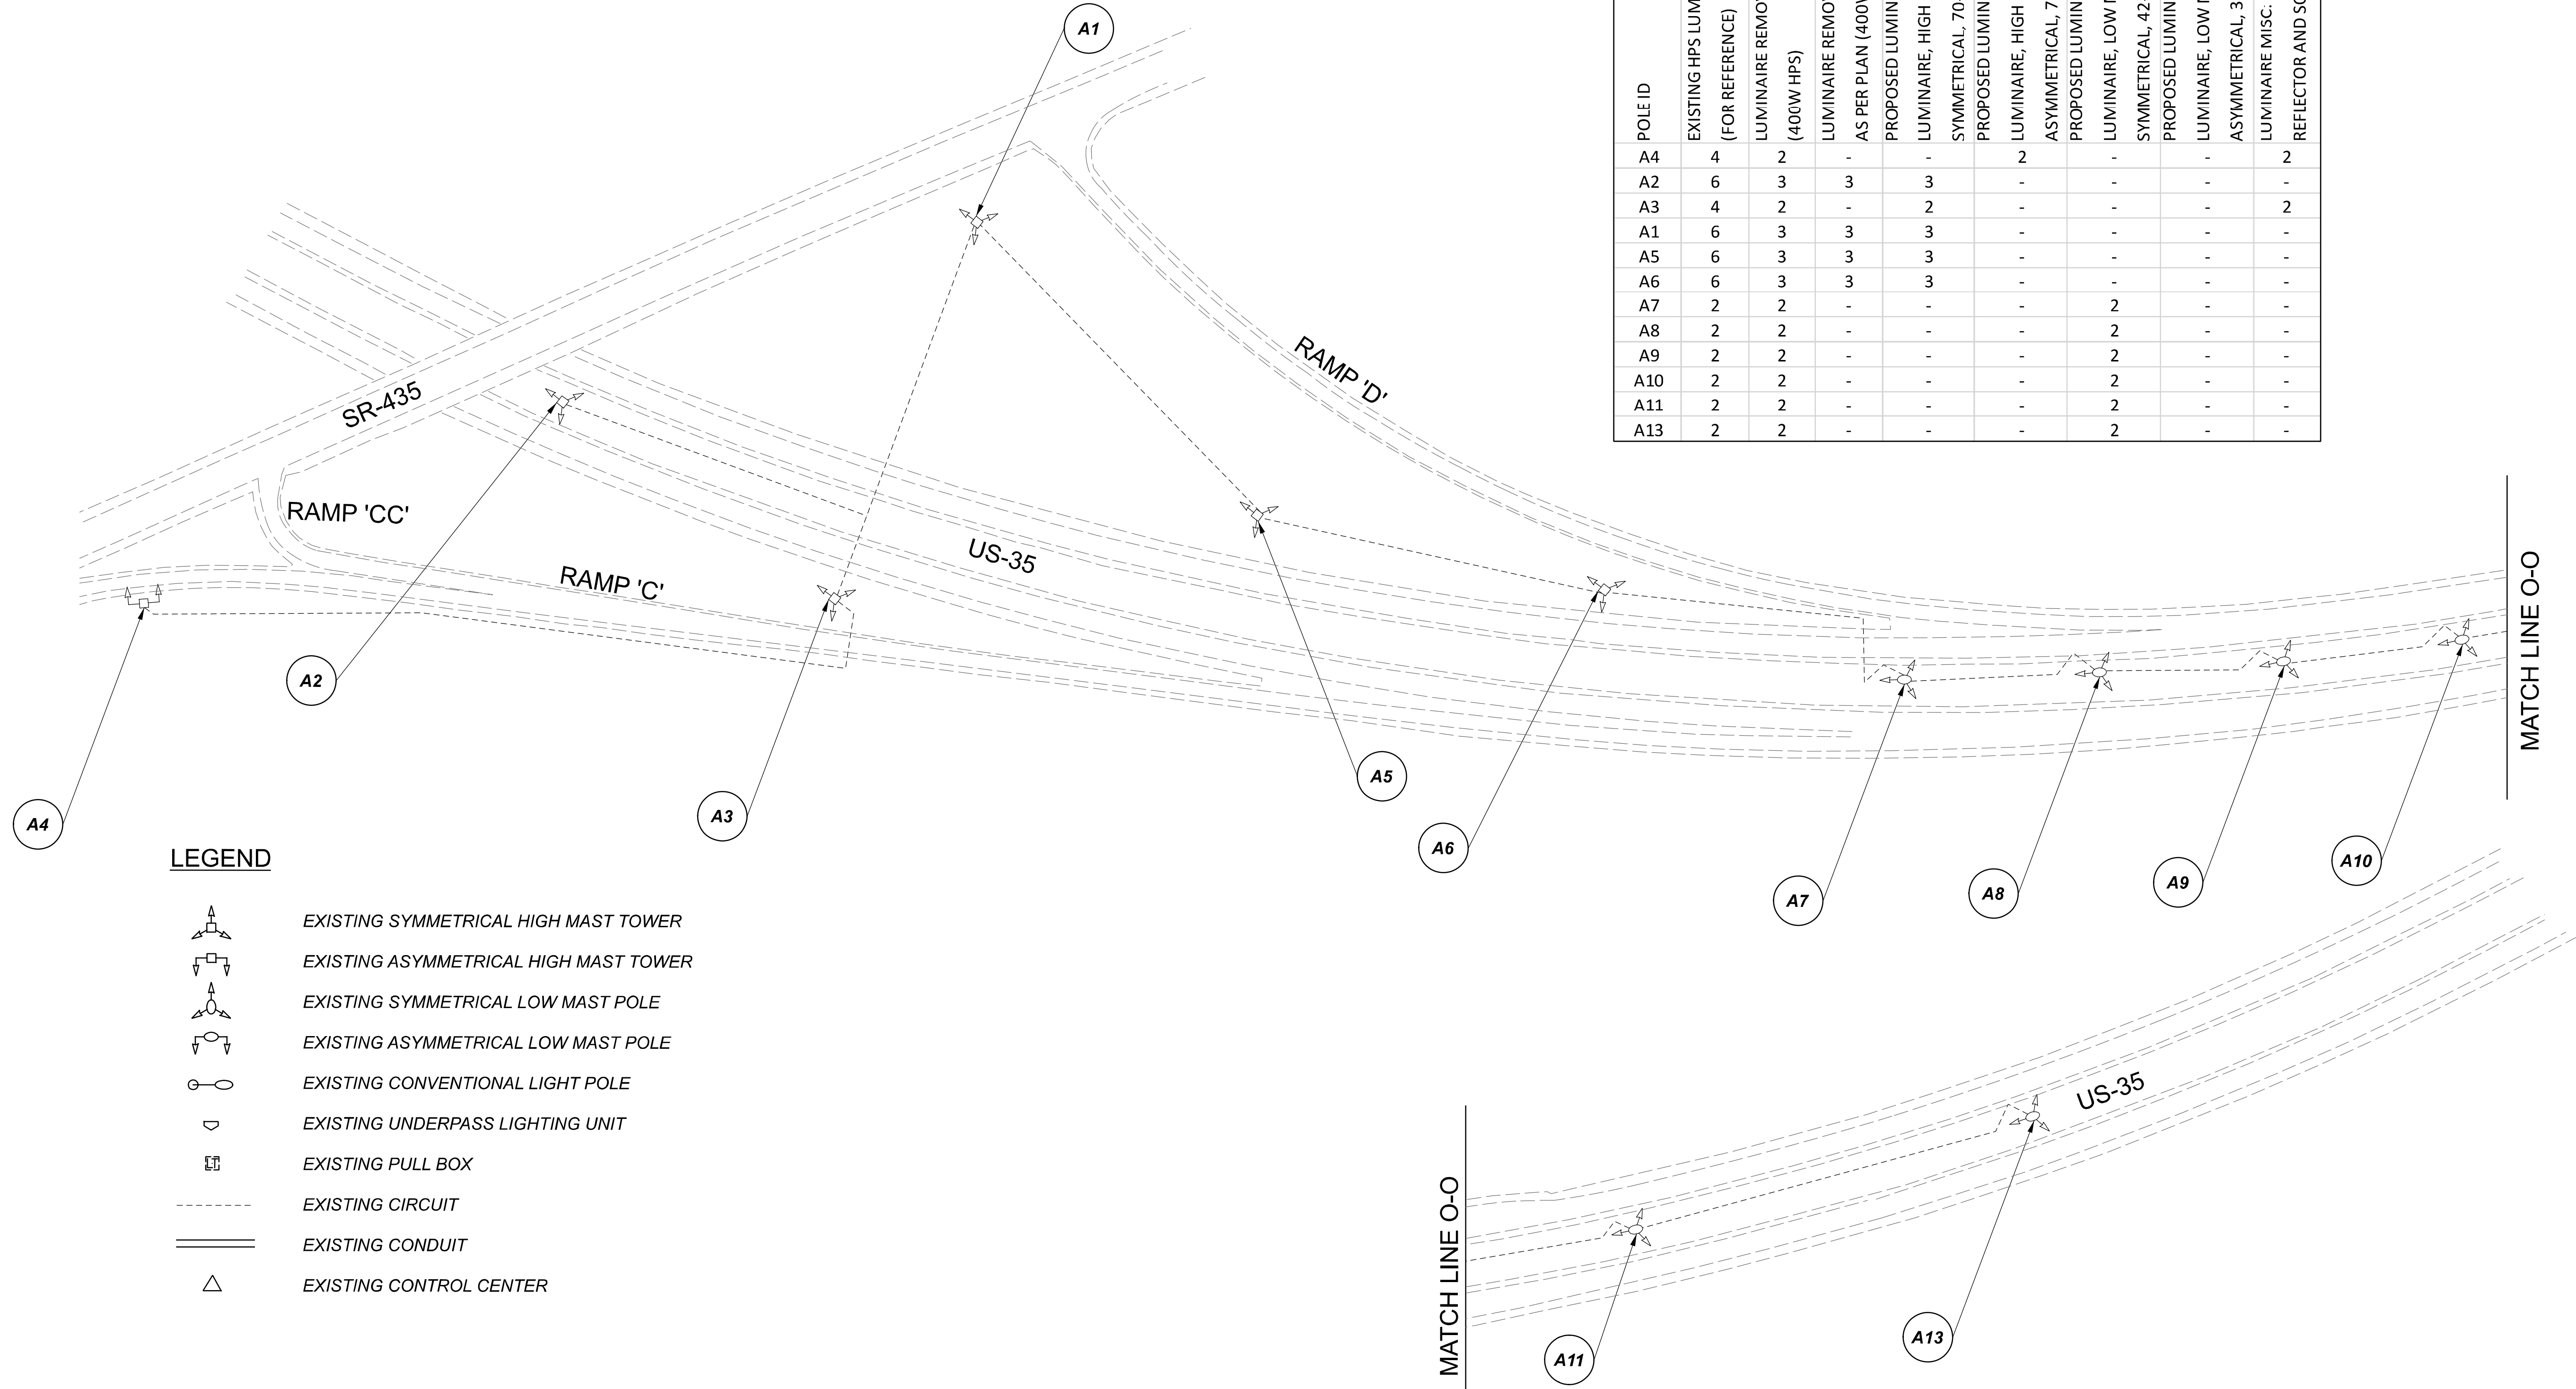 A1
POLE ID
EXISTING HPS LUM
(FOR REFERENCE)
LUMINAIRE REMOV
(400W HPS)
LUMINAIRE REMOV
AS PER PLAN (400W
PROPOSED LUMIN
LUMINAIRE, HIGH
SYMMETRICAL, 70
PROPOSED LUMIN
LUMINAIRE, HIGH
ASYMMETRICAL, 7
PROPOSED LUMIN
LUMINAIRE, LOW
SYMMETRICAL, 42
PROPOSED LUMIN
LUMINAIRE, LOW
ASYMMETRICAL, 3
LUMINAIRE MISC:
REFLECTOR AND
A4 4 2 - - 2 - - 2
A2 6 3 3 3 - - - -
A3 4 2 - 2 - - - 2
A1 6 3 3 3 - - - -
A5 6 3 3 3 - - - -
A6 6 3 3 3 - - - -
A7 2 2 - - - 2 - -
A8 2 2 - - - 2 - -
A9 2 2 - - - 2 - -
A10 2 2 - - - 2 - -
A11 2 2 - - - 2 - -
A13 2 2 - - - 2 - -
RAMP 'D'
SR-435
RAMP 'CC'
US-35
RAMP 'C'
MATCH LINE O-O
A2
A5
A3
A4
A6
A10
A9
A8
A7
LEGEND
EXISTING SYMMETRICAL HIGH MAST TOWER
EXISTING ASYMMETRICAL HIGH MAST TOWER
EXISTING SYMMETRICAL LOW MAST POLE
EXISTING ASYMMETRICAL LOW MAST POLE
EXISTING CONVENTIONAL LIGHT POLE
EXISTING UNDERPASS LIGHTING UNIT
EXISTING PULL BOX
EXISTING CIRCUIT
EXISTING CONDUIT
EXISTING CONTROL CENTER
US-35
MATCH LINE O-O
A13
A11